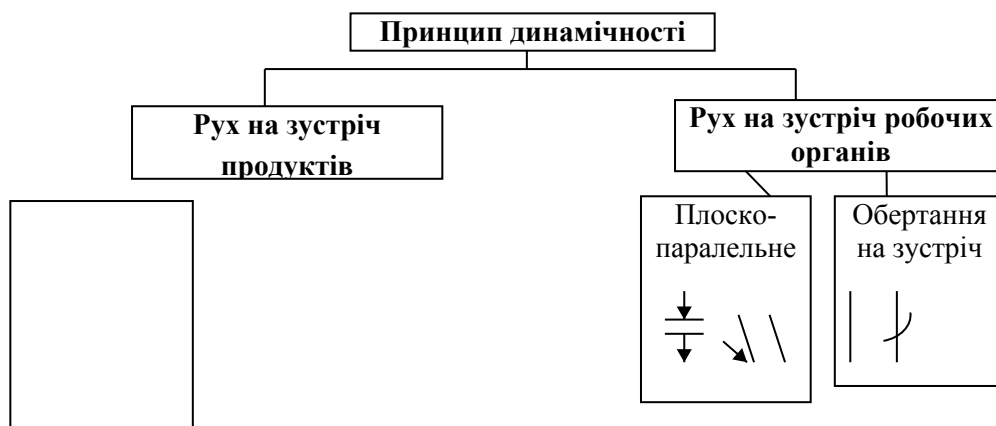 Принцип динамічності
Рух на зустріч
продуктів
Рух на зустріч робочих
органів
Плоско-
паралельне
Обертання
на зустріч